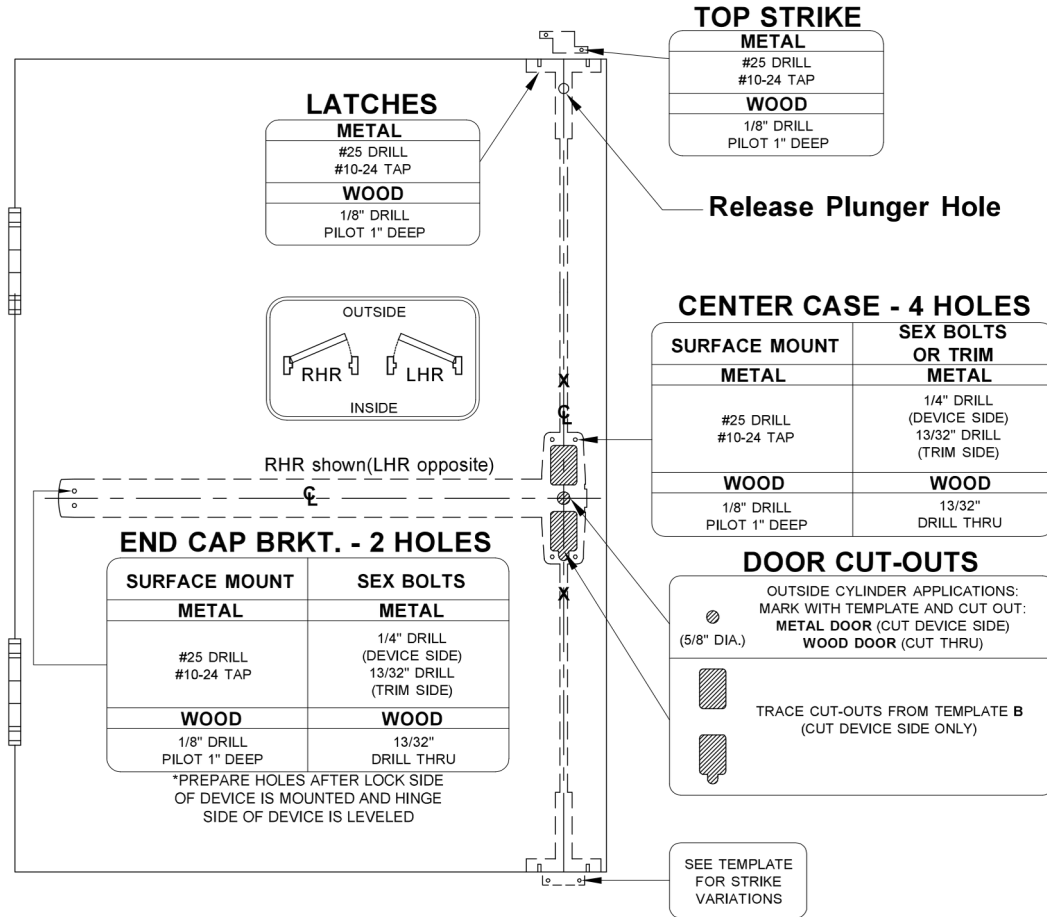 TOP STRIKE
METAL
#25 DRILL
#10-24 TAP
WOOD
1/8" DRILL
PILOT 1" DEEP
LATCHES
METAL
#25 DRILL
#10-24 TAP
WOOD
1/8" DRILL
PILOT 1" DEEP
Release Plunger Hole
OUTSIDE
RHR
LHR
INSIDE
CENTER CASE - 4 HOLES
SURFACE MOUNT
SEX BOLTS
OR TRIM
METAL
METAL
#25 DRILL
#10-24 TAP
1/4" DRILL
(DEVICE SIDE)
13/32" DRILL
(TRIM SIDE)
WOOD
WOOD
1/8" DRILL
PILOT 1" DEEP
13/32"
DRILL THRU
X
℄
RHR shown(LHR opposite)
℄
X
END CAP BRKT. - 2 HOLES
SURFACE MOUNT
SEX BOLTS
METAL
METAL
#25 DRILL
#10-24 TAP
1/4" DRILL
(DEVICE SIDE)
13/32" DRILL
(TRIM SIDE)
WOOD
WOOD
1/8" DRILL
PILOT 1" DEEP
13/32"
DRILL THRU
*PREPARE HOLES AFTER LOCK SIDE
OF DEVICE IS MOUNTED AND HINGE
SIDE OF DEVICE IS LEVELED
DOOR CUT-OUTS
(5/8" DIA.)
OUTSIDE CYLINDER APPLICATIONS:
MARK WITH TEMPLATE AND CUT OUT:
METAL DOOR (CUT DEVICE SIDE)
WOOD DOOR (CUT THRU)
TRACE CUT-OUTS FROM TEMPLATE B
(CUT DEVICE SIDE ONLY)
SEE TEMPLATE
FOR STRIKE
VARIATIONS